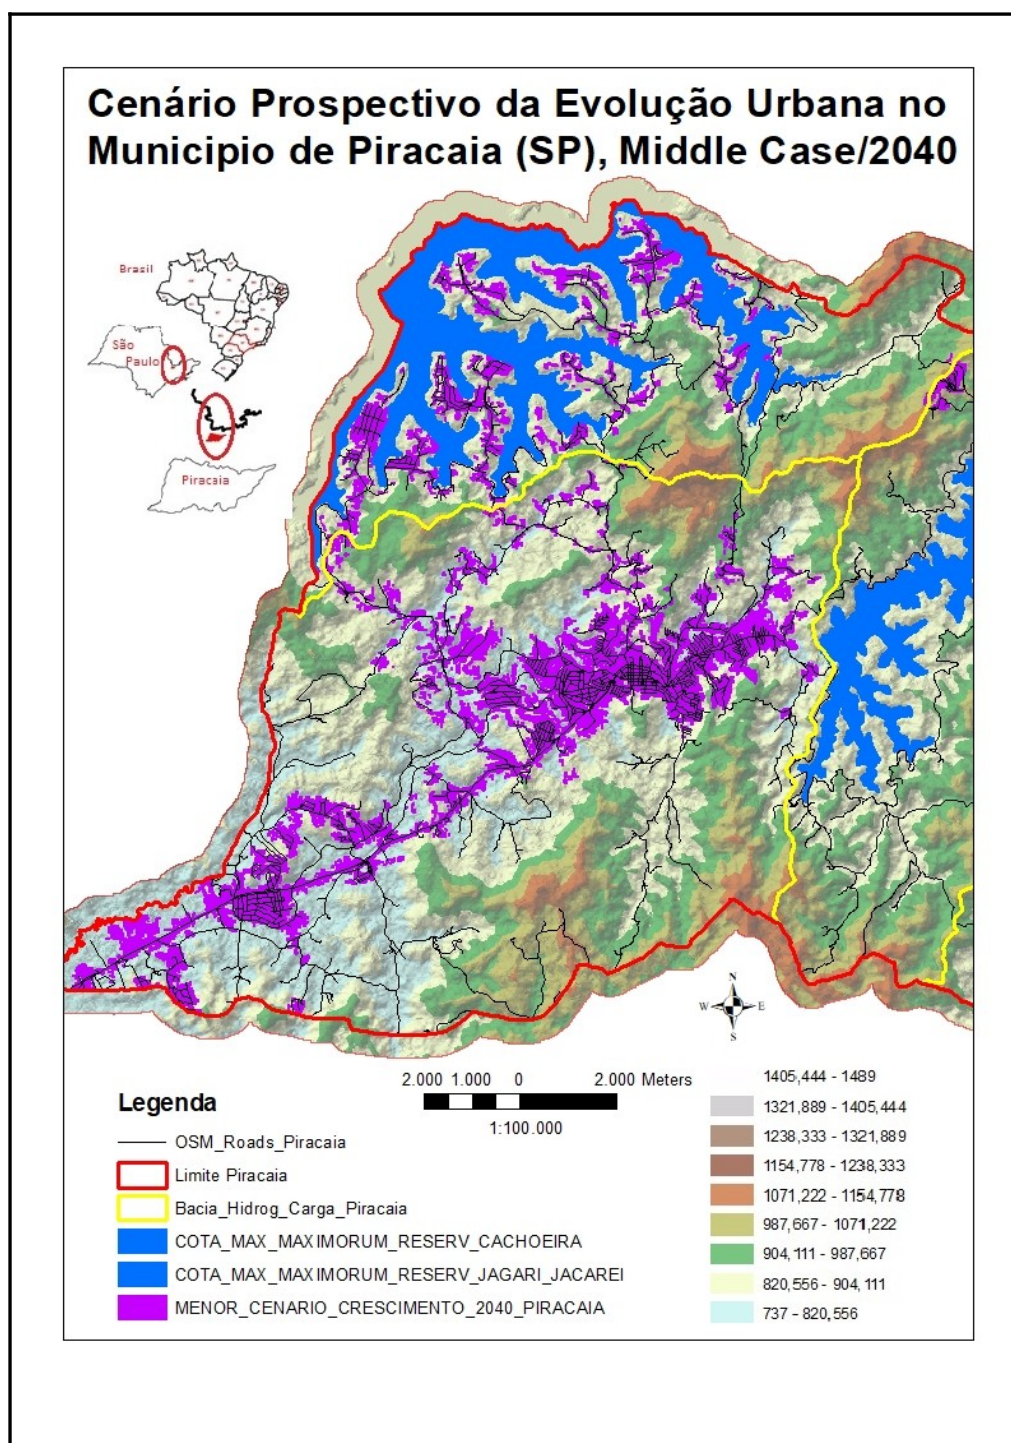 Cenário Prospectivo da Evolução Urbana no
Municipio de Piracaia (SP), Middle Case/2040
Brasil
São
Paulo
Piracaia
N
W
E
S
2.000 1.000 0 2.000 Meters
1:100.000
Legenda
OSM_Roads_Piracaia
Limite Piracaia
Bacia_Hidrog_Carga_Piracaia
COTA_MAX_MAXIMORUM_RESERV_CACHOEIRA
COTA_MAX_MAXIMORUM_RESERV_JAGARI_JACAREI
MENOR_CENARIO_CRESCIMENTO_2040_PIRACAIA
1405,444 - 1489
1321,889 - 1405,444
1238,333 - 1321,889
1154,778 - 1238,333
1071,222 - 1154,778
987,667 - 1071,222
904,111 - 987,667
820,556 - 904,111
737 - 820,556